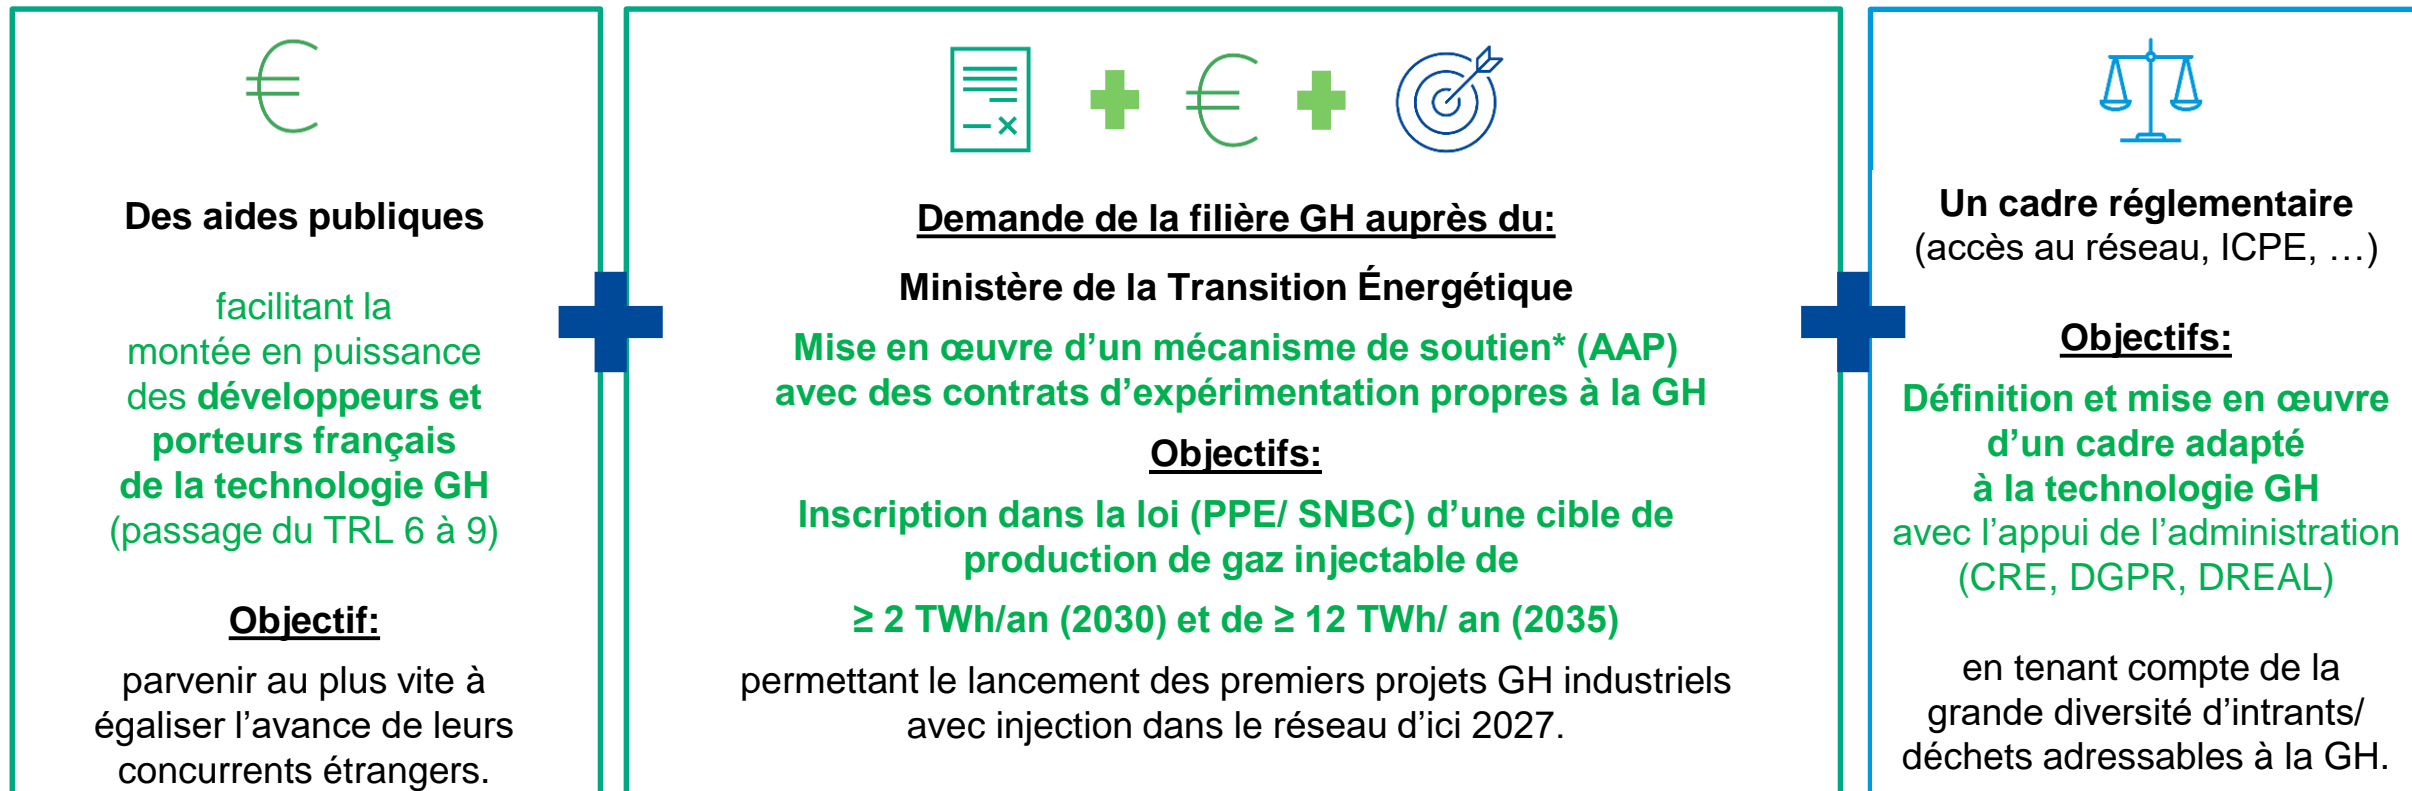 Des aides publiques
facilitant la
montée en puissance
des développeurs et
porteurs français
de la technologie GH
(passage du TRL 6 à 9)
Objectif:
parvenir au plus vite à
égaliser l’avance de leurs
concurrents étrangers.
Demande de la filière GH auprès du:
Ministère de la Transition Énergétique
Mise en œuvre d’un mécanisme de soutien* (AAP)
avec des contrats d’expérimentation propres à la GH
Objectifs:
Inscription dans la loi (PPE/ SNBC) d’une cible de
production de gaz injectable de
≥ 2 TWh/an (2030) et de ≥ 12 TWh/ an (2035)
permettant le lancement des premiers projets GH industriels
avec injection dans le réseau d’ici 2027.
Un cadre réglementaire
(accès au réseau, ICPE, …)
Objectifs:
Définition et mise en œuvre
d’un cadre adapté
à la technologie GH
avec l’appui de l’administration
(CRE, DGPR, DREAL)
en tenant compte de la
grande diversité d’intrants/
déchets adressables à la GH.